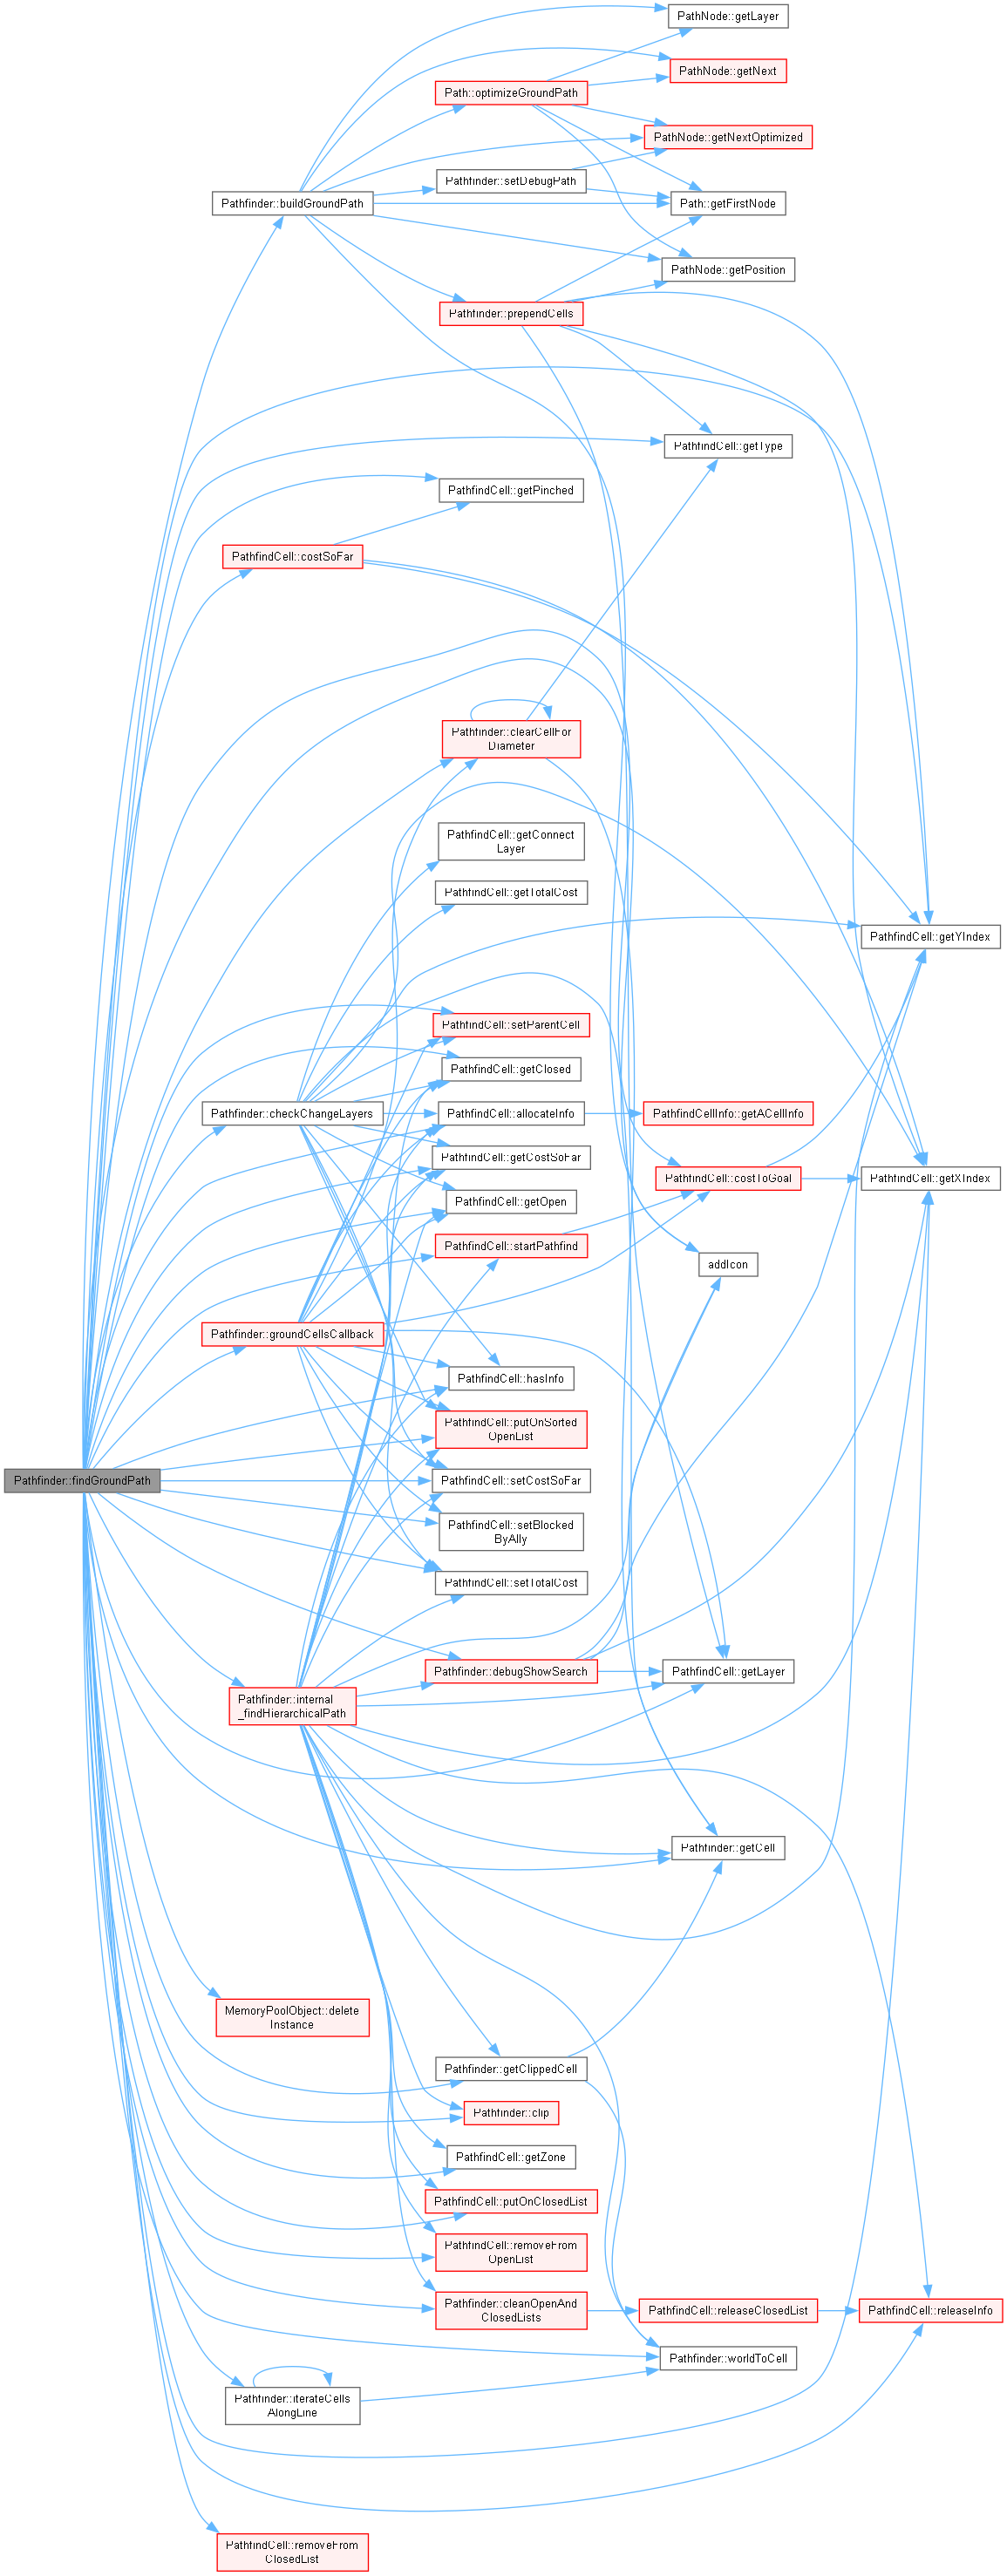 PathNode::getLayer
PathNode::getNext
Path::optimizeGroundPath
PathNode::getNextOptimized
Pathfinder::setDebugPath
Pathfinder::buildGroundPath
Path::getFirstNode
PathNode::getPosition
Pathfinder::prependCells
PathfindCell::getType
PathfindCell::getPinched
PathfindCell::costSoFar
Pathfinder::clearCellFor
Diameter
PathfindCell::getConnect
Layer
PathfindCell::getTotalCost
PathfindCell::getYIndex
PathfindCell::setParentCell
PathfindCell::getClosed
Pathfinder::checkChangeLayers
PathfindCell::allocateInfo
PathfindCellInfo::getACellInfo
PathfindCell::getCostSoFar
PathfindCell::costToGoal
PathfindCell::getXIndex
PathfindCell::getOpen
PathfindCell::startPathfind
addIcon
Pathfinder::groundCellsCallback
PathfindCell::hasInfo
PathfindCell::putOnSorted
OpenList
Pathfinder::findGroundPath
PathfindCell::setCostSoFar
PathfindCell::setBlocked
ByAlly
PathfindCell::setTotalCost
Pathfinder::debugShowSearch
PathfindCell::getLayer
Pathfinder::internal
_findHierarchicalPath
Pathfinder::getCell
MemoryPoolObject::delete
Instance
Pathfinder::getClippedCell
Pathfinder::clip
PathfindCell::getZone
PathfindCell::putOnClosedList
PathfindCell::removeFrom
OpenList
Pathfinder::cleanOpenAnd
ClosedLists
PathfindCell::releaseClosedList
PathfindCell::releaseInfo
Pathfinder::worldToCell
Pathfinder::iterateCells
AlongLine
PathfindCell::removeFrom
ClosedList